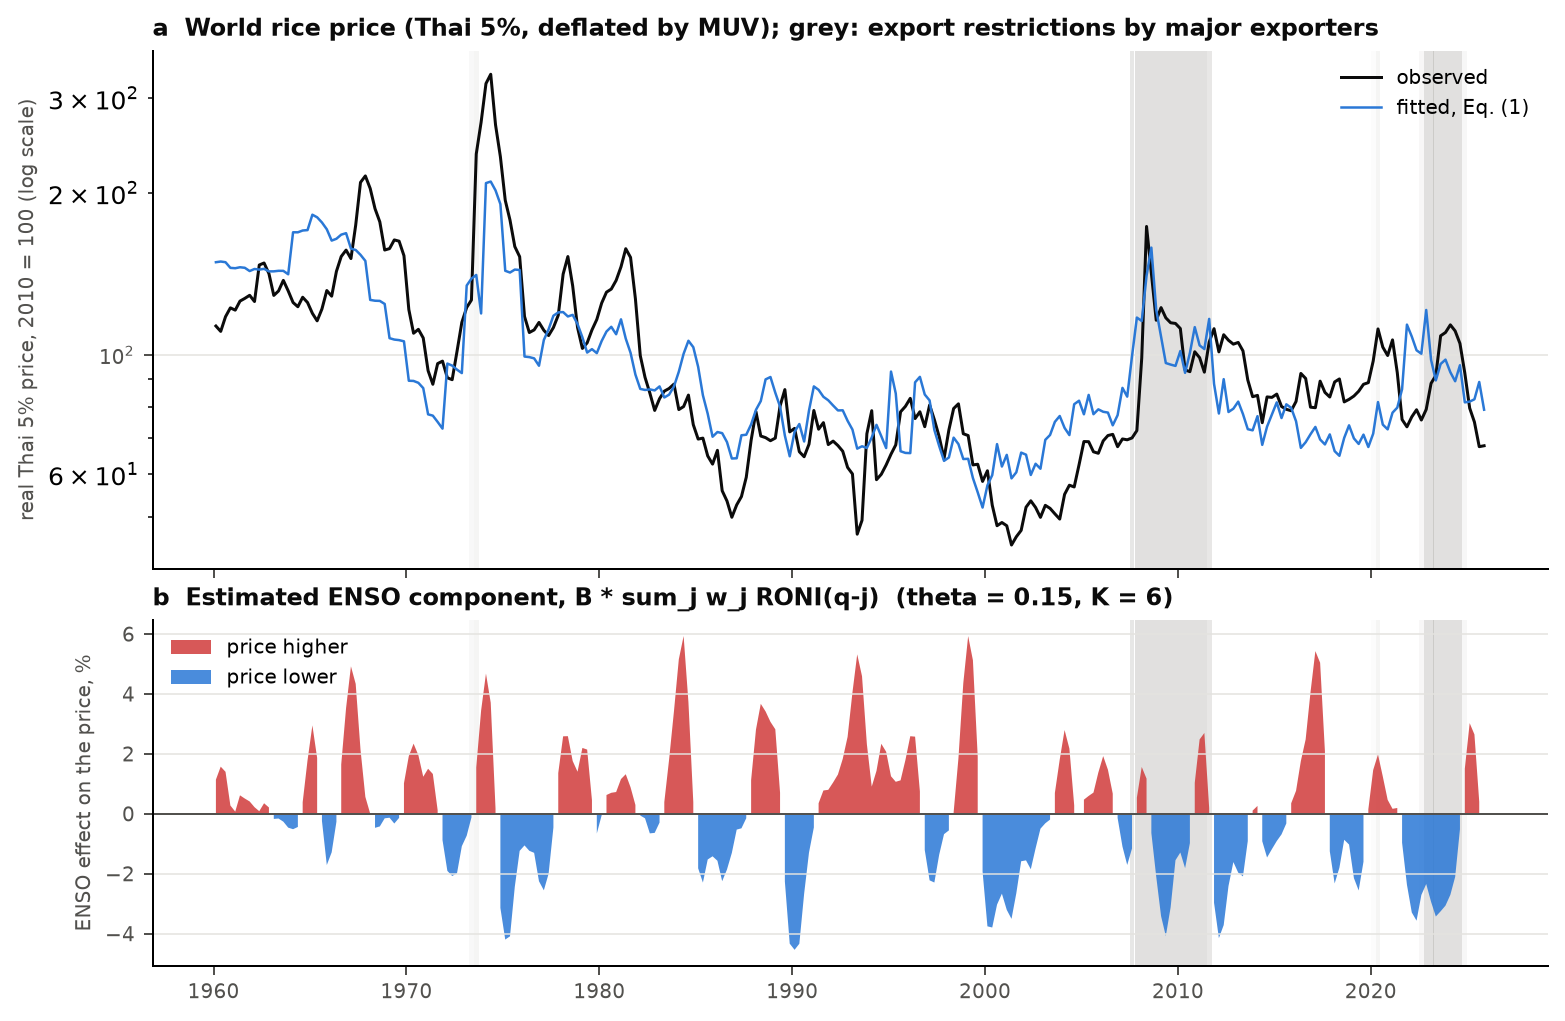 a  World rice price (Thai 5%, deflated by MUV); grey: export restrictions by major exporters
real Thai 5% price, 2010 = 100 (log scale)
3 × 10²
2 × 10²
10²
6 × 10¹
observed
fitted, Eq. (1)
b  Estimated ENSO component, B * sum_j w_j RONI(q-j)  (theta = 0.15, K = 6)
ENSO effect on the price, %
6
4
2
0
−2
−4
price higher
price lower
1960 1970 1980 1990 2000 2010 2020